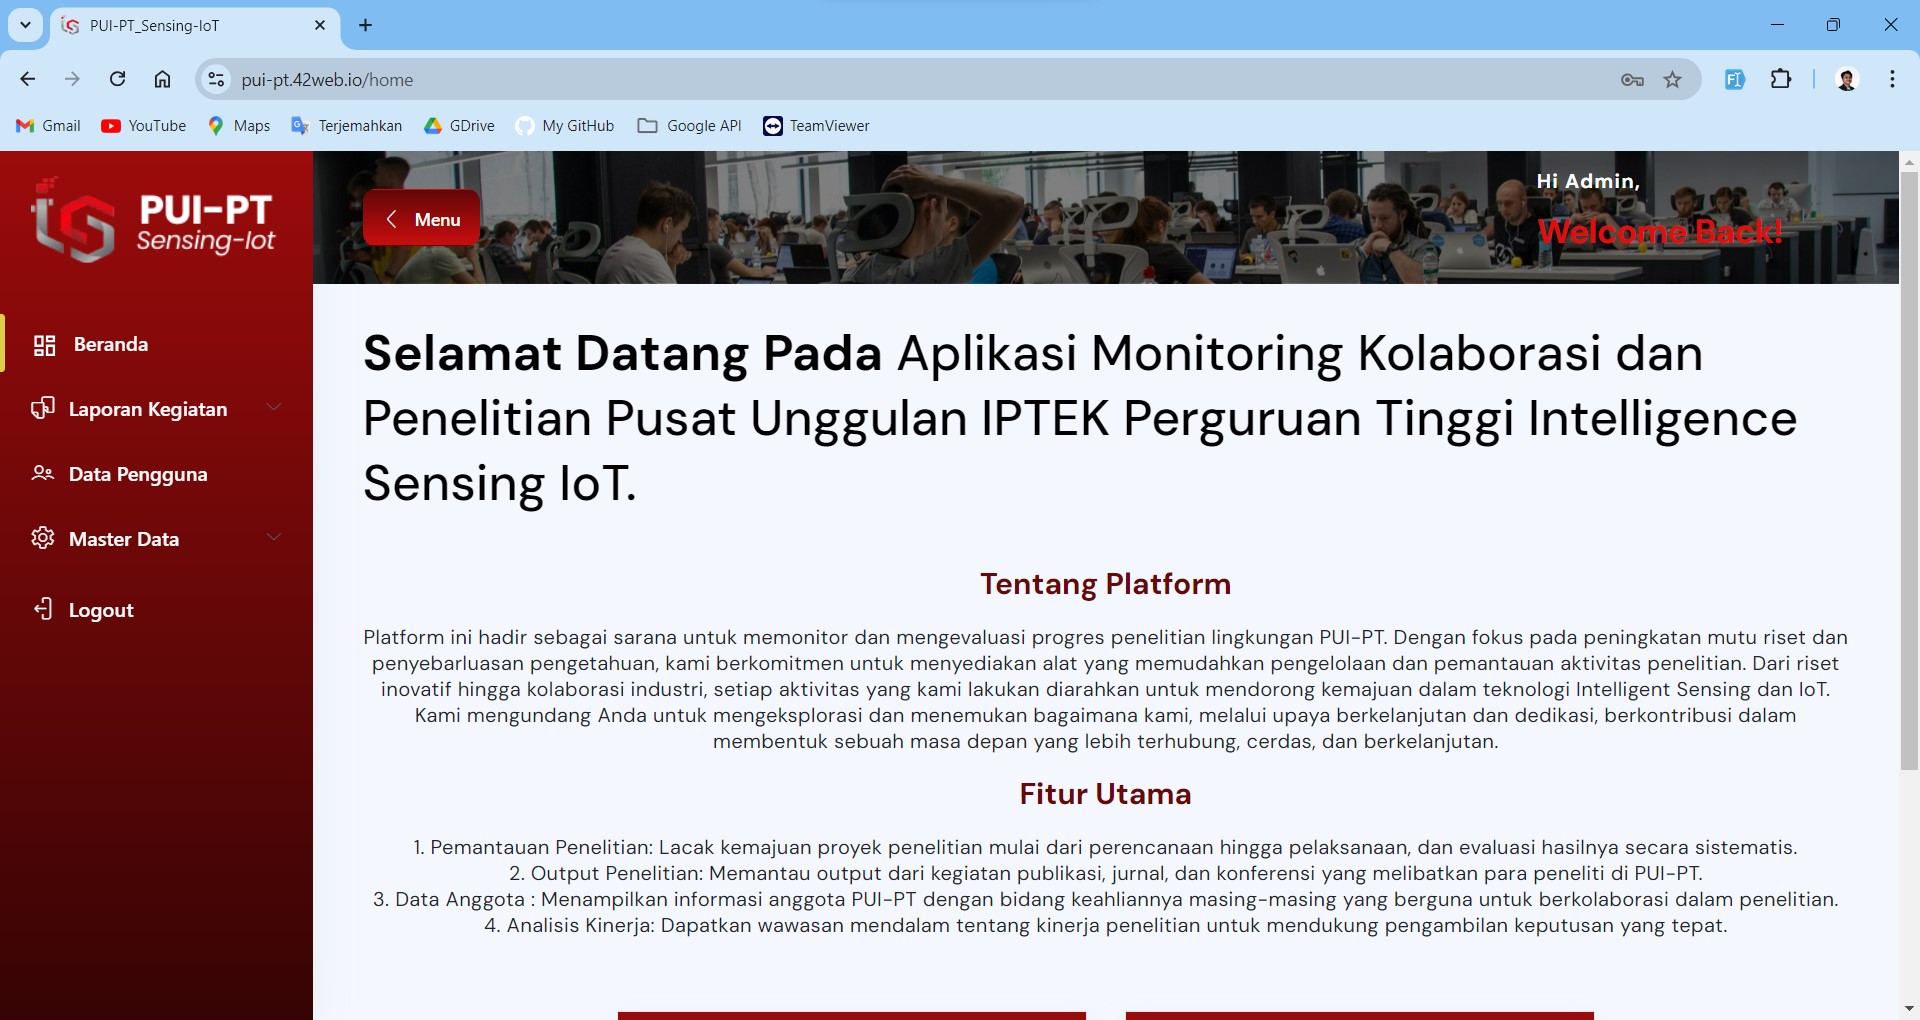 PUI-PT_Sensing-IoT
pui-pt.42web.io/home
Gmail
YouTube
Maps
Terjemahkan
GDrive
My GitHub
Google API
TeamViewer
PUI-PT
Sensing-Iot
Menu
Hi Admin,
Welcome Back!
Beranda
Laporan Kegiatan
Data Pengguna
Master Data
Logout
Selamat Datang Pada Aplikasi Monitoring Kolaborasi dan
Penelitian Pusat Unggulan IPTEK Perguruan Tinggi Intelligence
Sensing IoT.
Tentang Platform
Platform ini hadir sebagai sarana untuk memonitor dan mengevaluasi progres penelitian lingkungan PUI-PT. Dengan fokus pada peningkatan mutu riset dan
penyebarluasan pengetahuan, kami berkomitmen untuk menyediakan alat yang memudahkan pengelolaan dan pemantauan aktivitas penelitian. Dari riset
inovatif hingga kolaborasi industri, setiap aktivitas yang kami lakukan diarahkan untuk mendorong kemajuan dalam teknologi Intelligent Sensing dan IoT.
Kami mengundang Anda untuk mengeksplorasi dan menemukan bagaimana kami, melalui upaya berkelanjutan dan dedikasi, berkontribusi dalam
membentuk sebuah masa depan yang lebih terhubung, cerdas, dan berkelanjutan.
Fitur Utama
1. Pemantauan Penelitian: Lacak kemajuan proyek penelitian mulai dari perencanaan hingga pelaksanaan, dan evaluasi hasilnya secara sistematis.
2. Output Penelitian: Memantau output dari kegiatan publikasi, jurnal, dan konferensi yang melibatkan para peneliti di PUI-PT.
3. Data Anggota : Menampilkan informasi anggota PUI-PT dengan bidang keahliannya masing-masing yang berguna untuk berkolaborasi dalam penelitian.
4. Analisis Kinerja: Dapatkan wawasan mendalam tentang kinerja penelitian untuk mendukung pengambilan keputusan yang tepat.